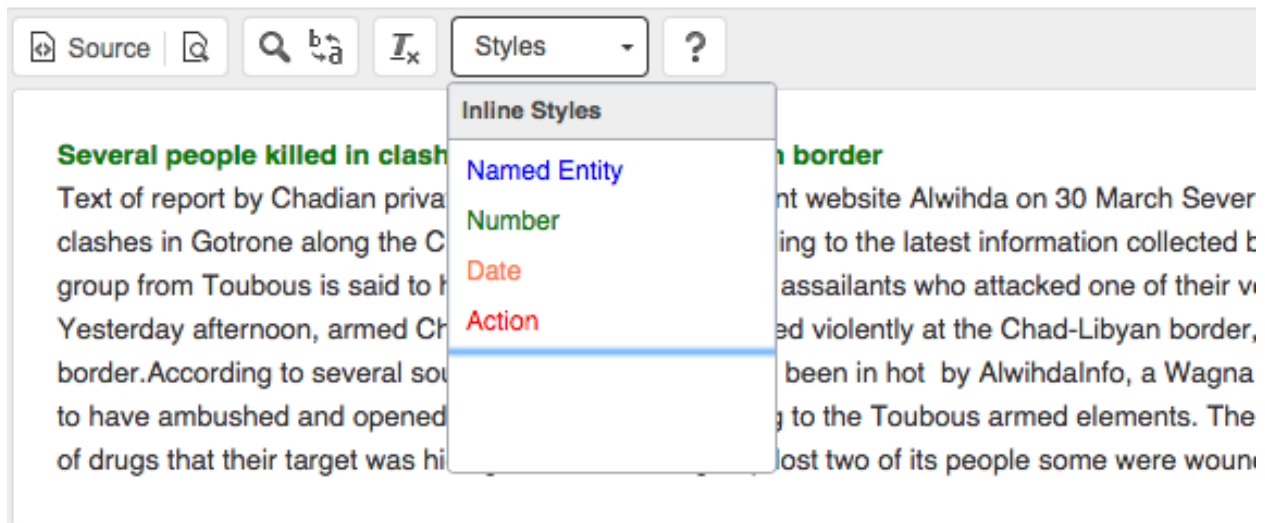 Source
b a
Styles
?
Inline Styles
Named Entity
Number
Date
Action
Several people killed in clash border
Text of report by Chadian priva nt website Alwihda on 30 March Sever
clashes in Gotrone along the C ing to the latest information collected b
group from Toubous is said to h assailants who attacked one of their v
Yesterday afternoon, armed Ch ed violently at the Chad-Libyan border,
border.According to several sou been in hot by AlwihdaInfo, a Wagna
to have ambushed and opened g to the Toubous armed elements. The
of drugs that their target was hi lost two of its people some were woun